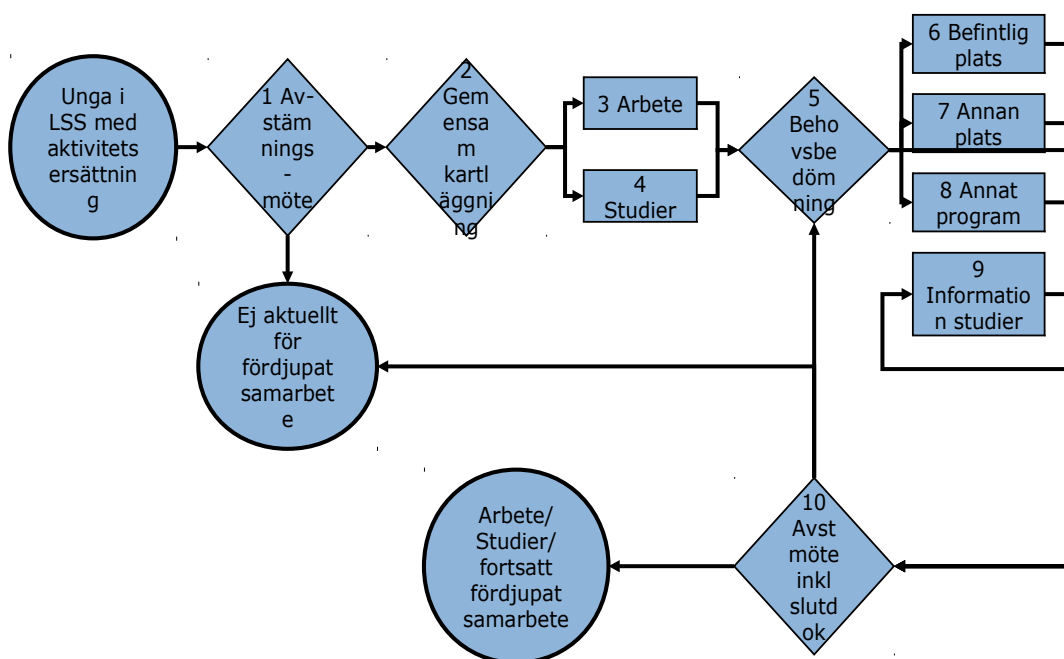 Unga i
LSS med
aktivitets
ersättnin
g
1 Av-
stäm
nings
-
möte
2
Gem
ensa
m
kartl
äggni
ng
3 Arbete
4
Studier
5
Beho
vsbe
döm
ning
6 Befintlig
plats
7 Annan
plats
8 Annat
program
9
Informatio
n studier
Ej aktuellt
för
fördjupat
samarbet
e
Arbete/
Studier/
fortsatt
fördjupat
samarbete
10
Avst
möte
inkl
slutd
ok